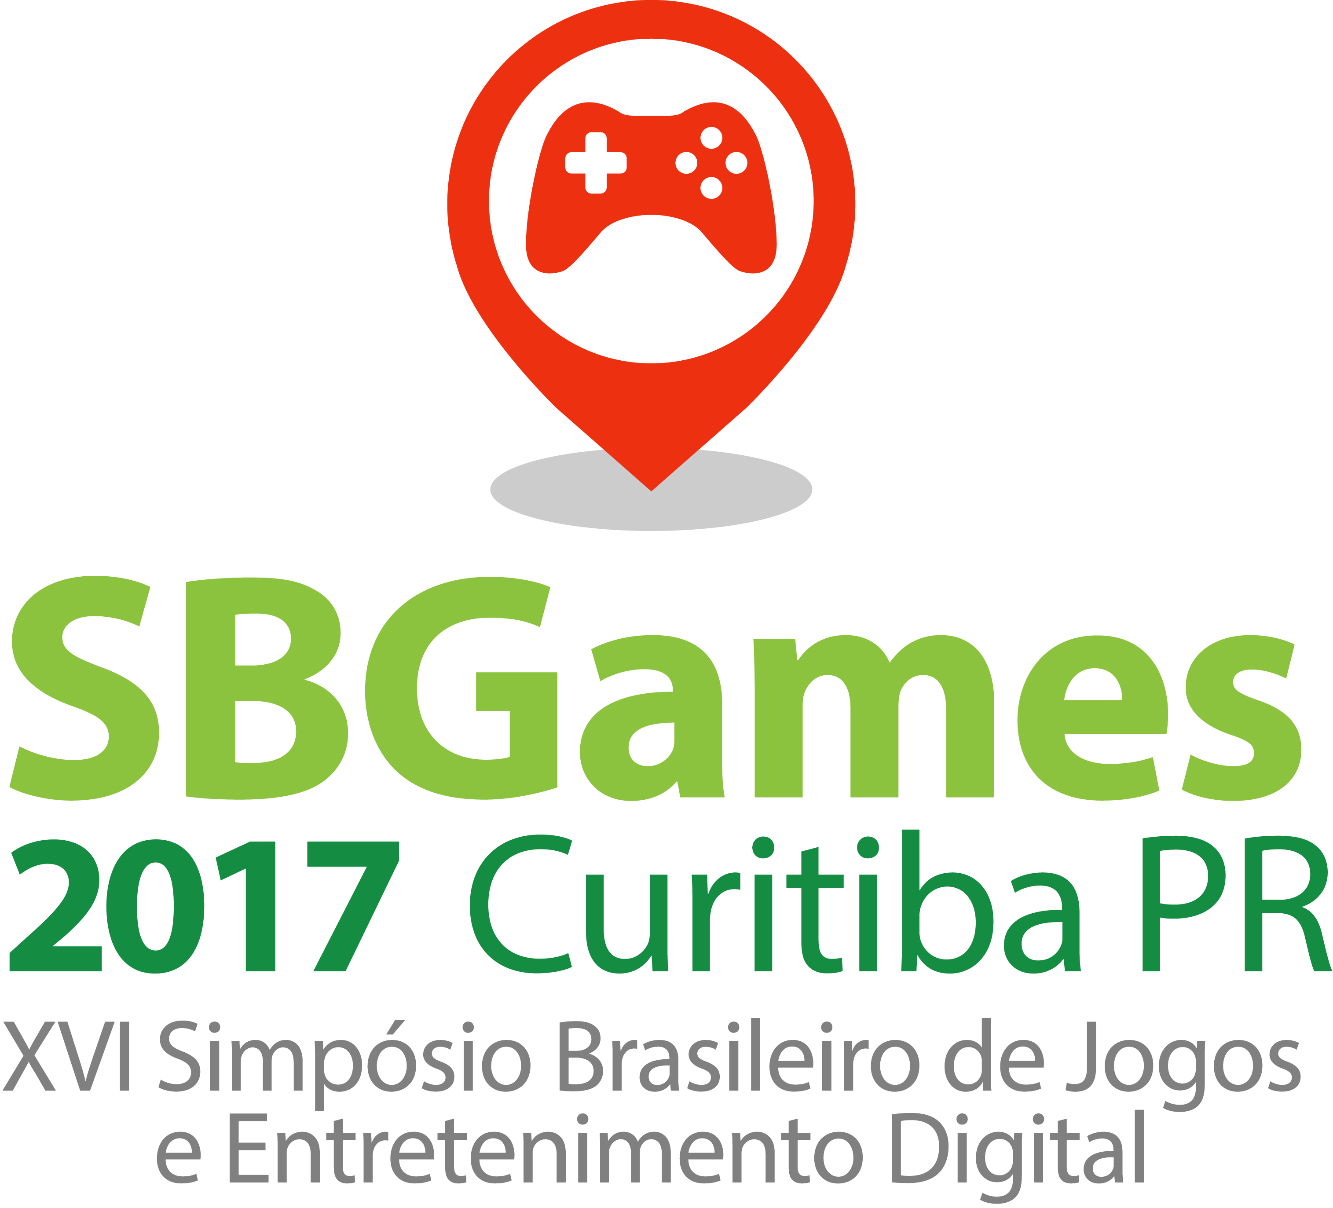 SBGames
2017 Curitiba PR
XVI Simpósio Brasileiro de Jogos
e Entretenimento Digital